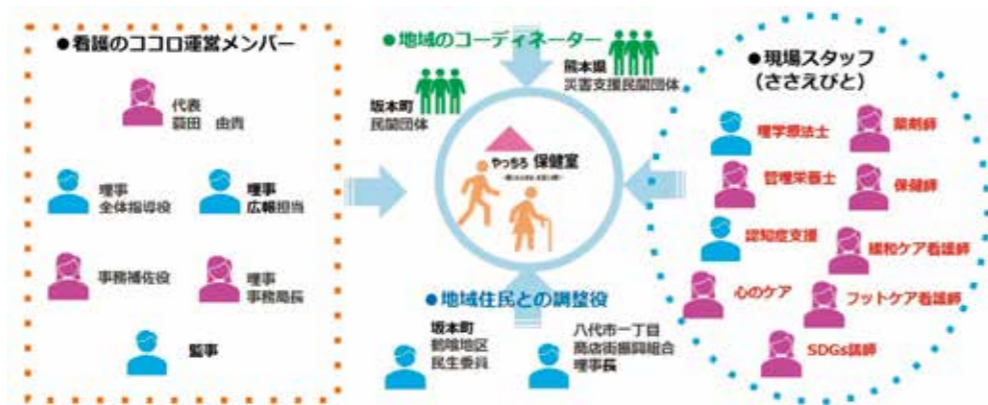 ●看護のココロ運営メンバー
代表
由貴
理事
全体指導役
理事
広報担当
事務補佐役
理事
事務局長
監事
●地域のコーディネーター
坂本町
民間団体
熊本県
災害支援民間団体
やっちろ 保健室
●地域住民との調整役
坂本町
鶴喰地区
民生委員
八代市一丁目
商店街振興組合
理事長
●現場スタッフ
（ささえびと）
理学療法士
薬剤師
管理栄養士
保健師
認知症支援
緩和ケア看護師
心のケア
フットケア看護師
SDGs講師